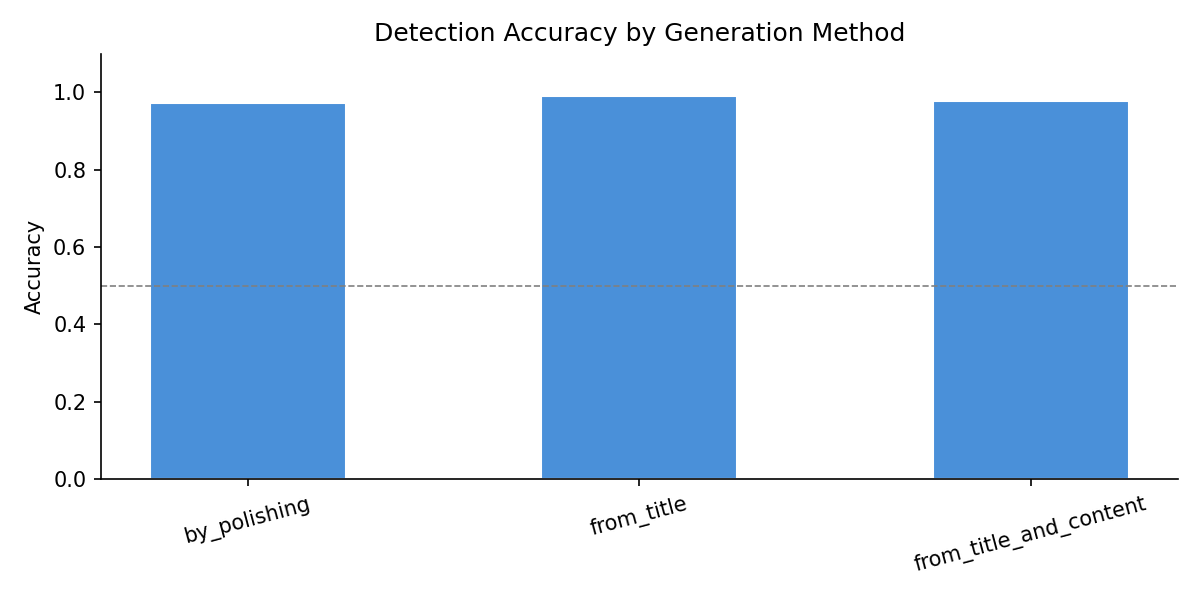 Detection Accuracy by Generation Method
Accuracy
1.0
0.8
0.6
0.4
0.2
0.0
by_polishing
from_title
from_title_and_content